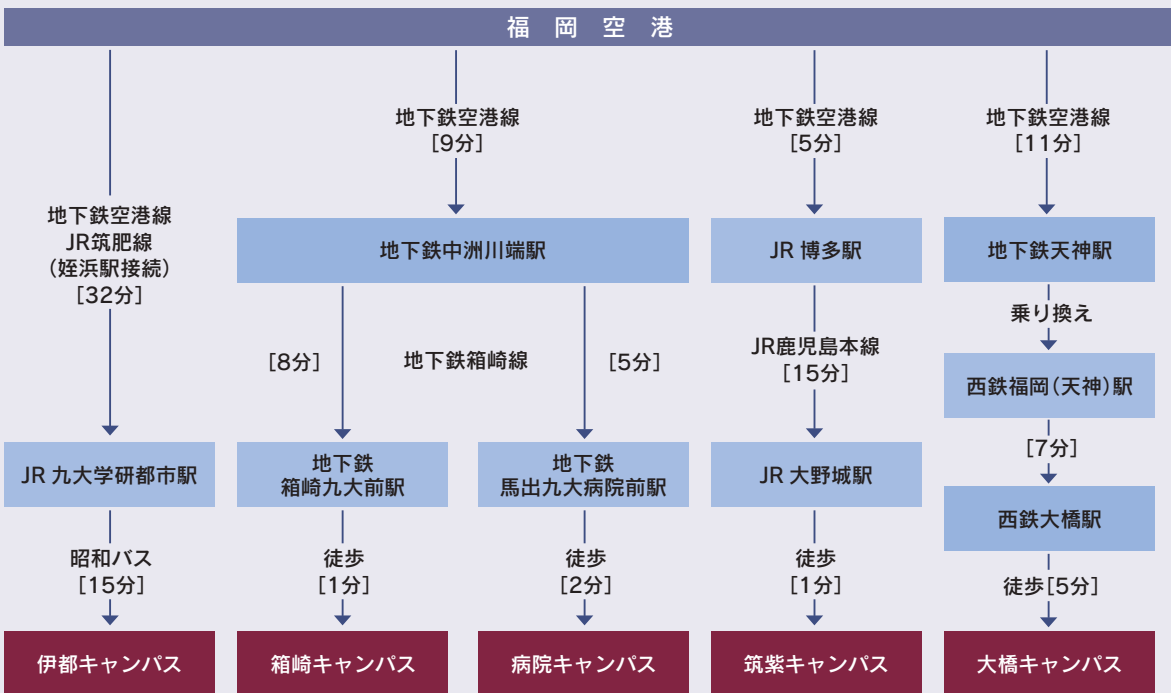 福岡空港
地下鉄空港線
JR筑肥線
(姪浜駅接続)
[32分]
JR 九大学研都市駅
昭和バス
[15分]
伊都キャンパス
地下鉄空港線
[9分]
地下鉄中洲川端駅
[8分]
地下鉄箱崎線
[5分]
地下鉄
箱崎九大前駅
徒歩
[1分]
箱崎キャンパス
地下鉄
馬出九大病院前駅
徒歩
[2分]
病院キャンパス
地下鉄空港線
[5分]
JR 博多駅
JR鹿児島本線
[15分]
JR 大野城駅
徒歩
[1分]
筑紫キャンパス
地下鉄空港線
[11分]
地下鉄天神駅
乗り換え
西鉄福岡(天神)駅
[7分]
西鉄大橋駅
徒歩[5分]
大橋キャンパス